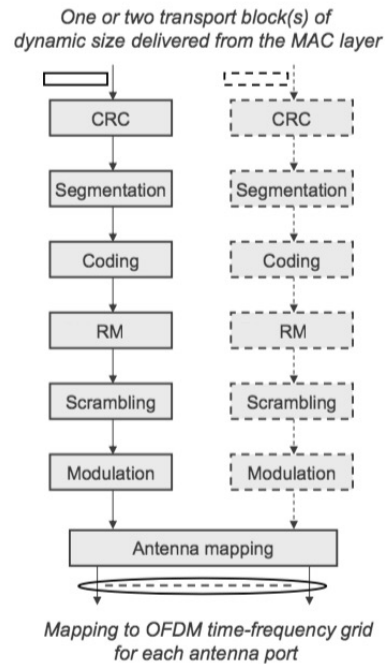 One or two transport block(s) of
dynamic size delivered from the MAC layer
CRC
CRC
Segmentation
Segmentation
Coding
Coding
RM
RM
Scrambling
Scrambling
Modulation
Modulation
Antenna mapping
Mapping to OFDM time-frequency grid
for each antenna port